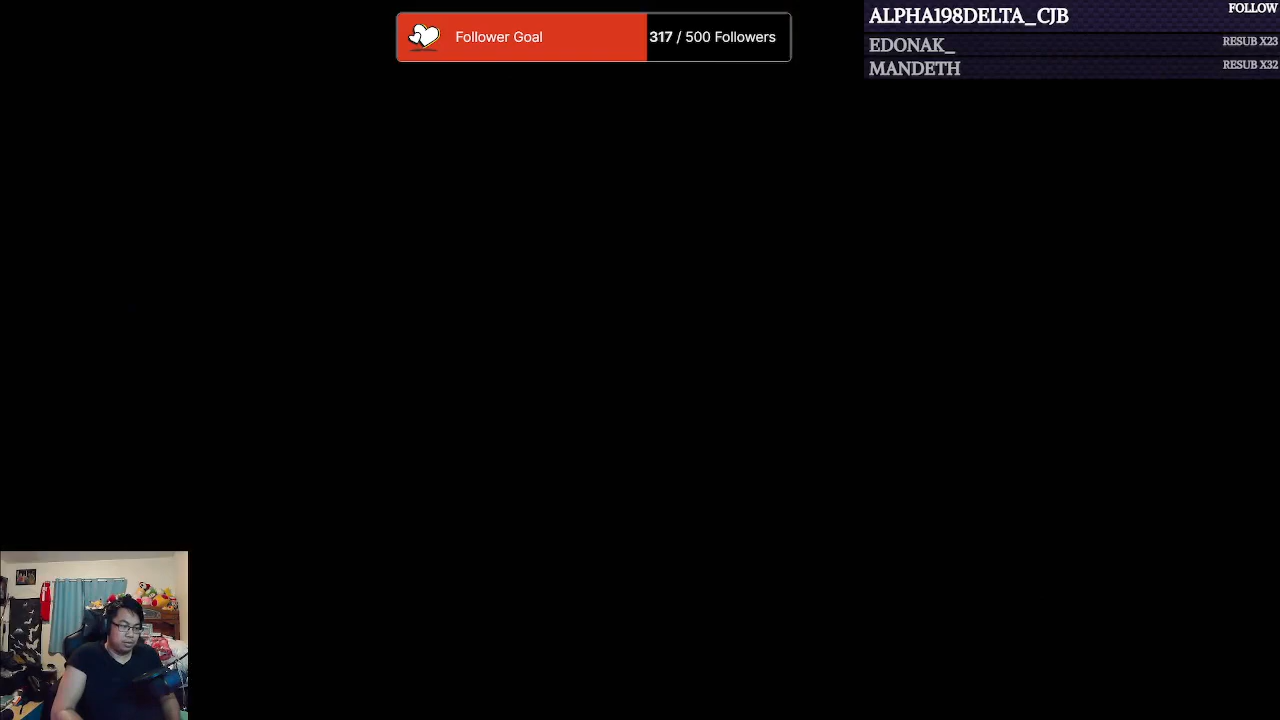 Follower Goal 317 / 500 Followers
ALPHA198DELTA_CJB FOLLOW
EDONAK_ RESUB X23
MANDETH RESUB X32